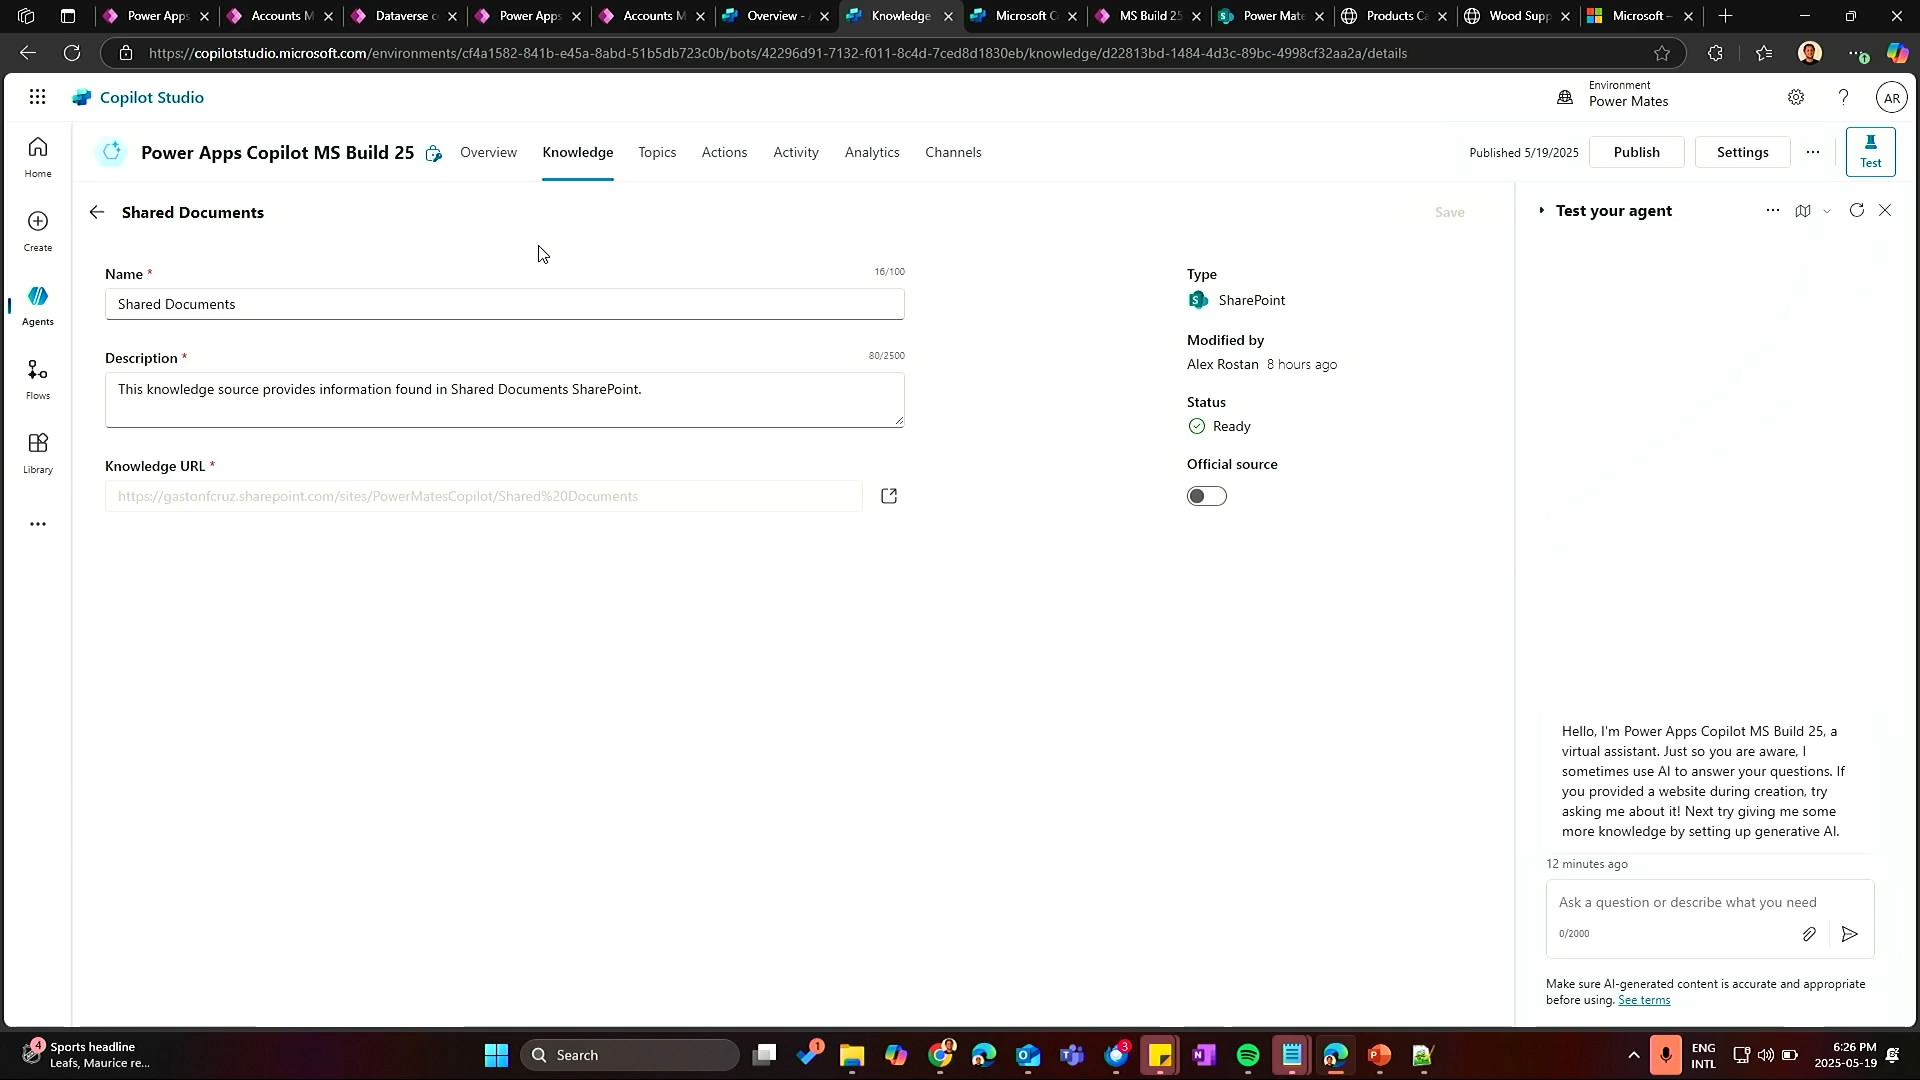 Power Apps
Accounts M
Dataverse c
Power Apps
Accounts M
Overview - A
Knowledge
Microsoft C
MS Build 25
Power Mate
Products Ca
Wood Supp
Microsoft -
https://copilotstudio.microsoft.com/environments/cf4a1582-841b-e45a-8abd-51b5db723c0b/bots/42296d91-7132-f011-8c4d-7ced8d1830eb/knowledge/d22813bd-1484-4d3c-89bc-4998cf32aa2a/details
Copilot Studio
Environment
Power Mates
AR
Home
Create
Agents
Flows
Library
Power Apps Copilot MS Build 25
Overview
Knowledge
Topics
Actions
Activity
Analytics
Channels
Published 5/19/2025
Publish
Settings
Test
Shared Documents
Save
Name *
16/100
Shared Documents
Description *
80/2500
This knowledge source provides information found in Shared Documents SharePoint.
Knowledge URL *
https://gastonfcruz.sharepoint.com/sites/PowerMatesCopilot/Shared%20Documents
Type
SharePoint
Modified by
Alex Rostan 8 hours ago
Status
Ready
Official source
Test your agent
Hello, I'm Power Apps Copilot MS Build 25, a
virtual assistant. Just so you are aware, I
sometimes use AI to answer your questions. If
you provided a website during creation, try
asking me about it! Next try giving me some
more knowledge by setting up generative AI.
12 minutes ago
Ask a question or describe what you need
0/2000
Make sure AI-generated content is accurate and appropriate
before using. See terms
4
Sports headline
Leafs, Maurice re...
Search
1
3
ENG
INTL
6:26 PM
2025-05-19